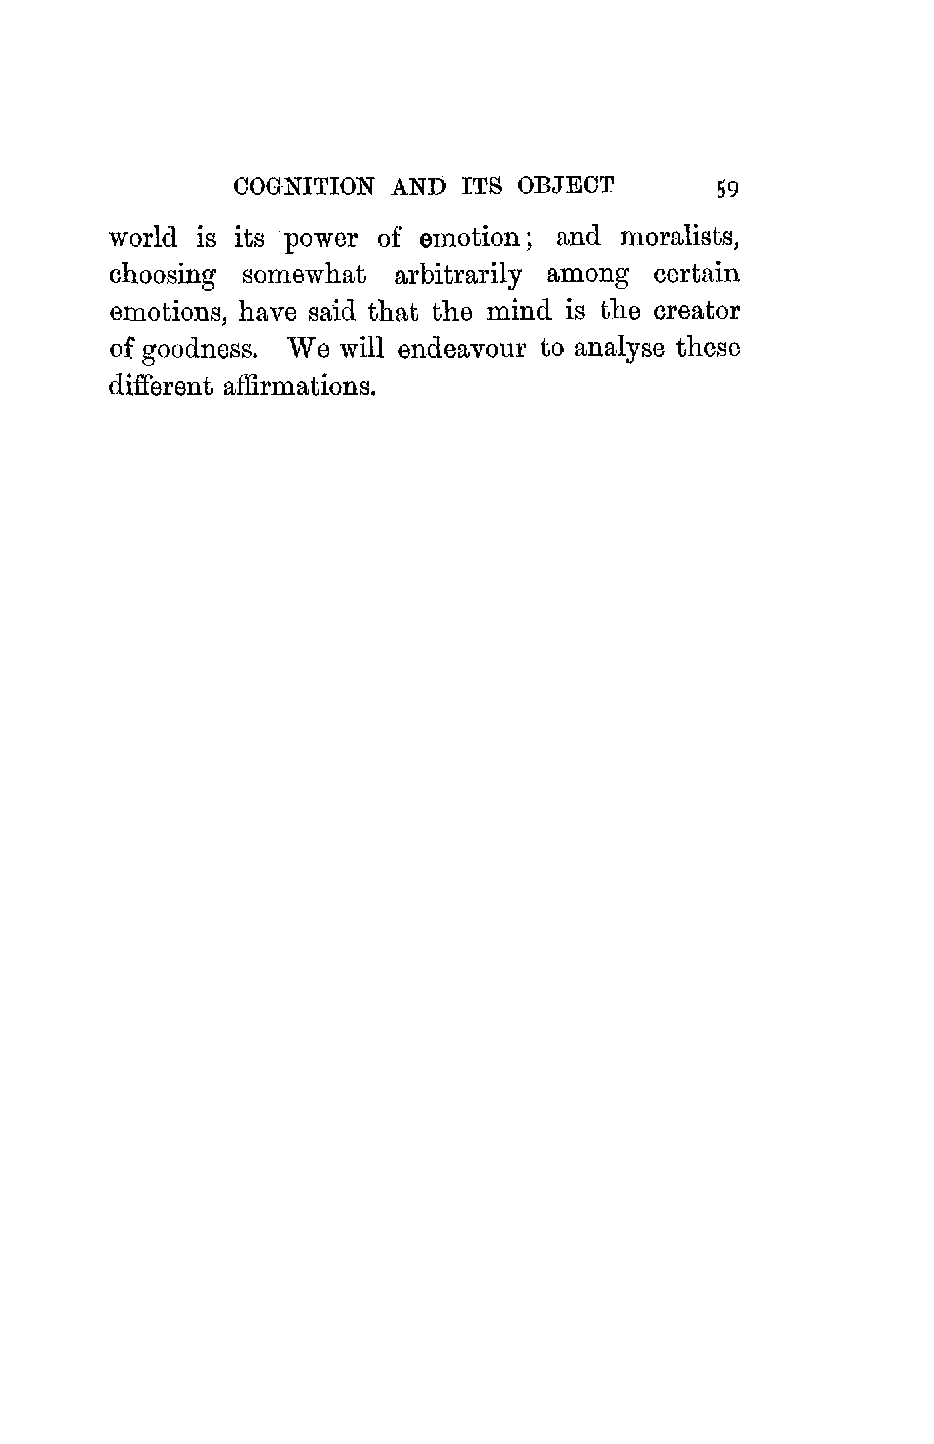 COGNITION AND ITS OBJECT 59
world is its power of emotion; and moralists,
choosing somewhat arbitrarily among certain
emotions, have said that the mind is the creator
of goodness. We will endeavour to analyse these
different affirmations.